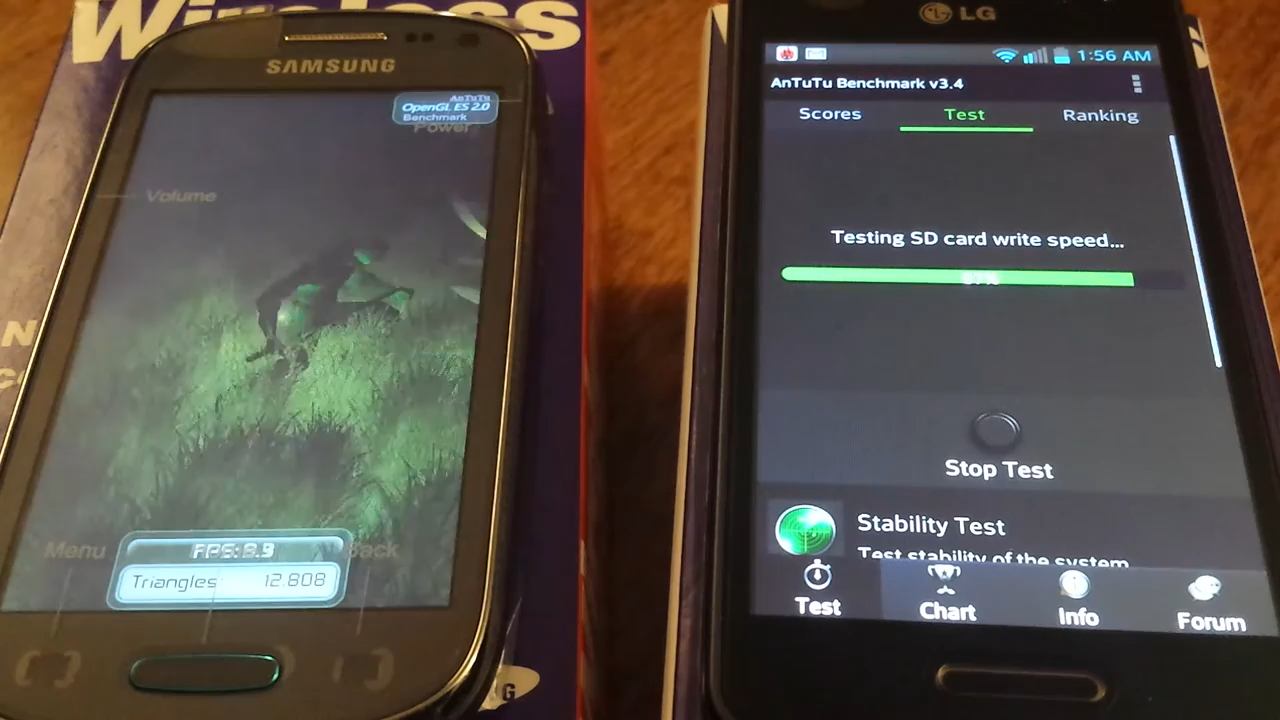 Wireless
SAMSUNG
AnTuTu
OpenGL ES 2.0
Benchmark
Power
Volume
Menu
Back
FPS: 8.9
Triangles: 12.808
N
G
LG
1:56 AM
AnTuTu Benchmark v3.4
Scores
Test
Ranking
Testing SD card write speed...
87%
Stop Test
Stability Test
Test stability of the system
Test
Chart
Info
Forum